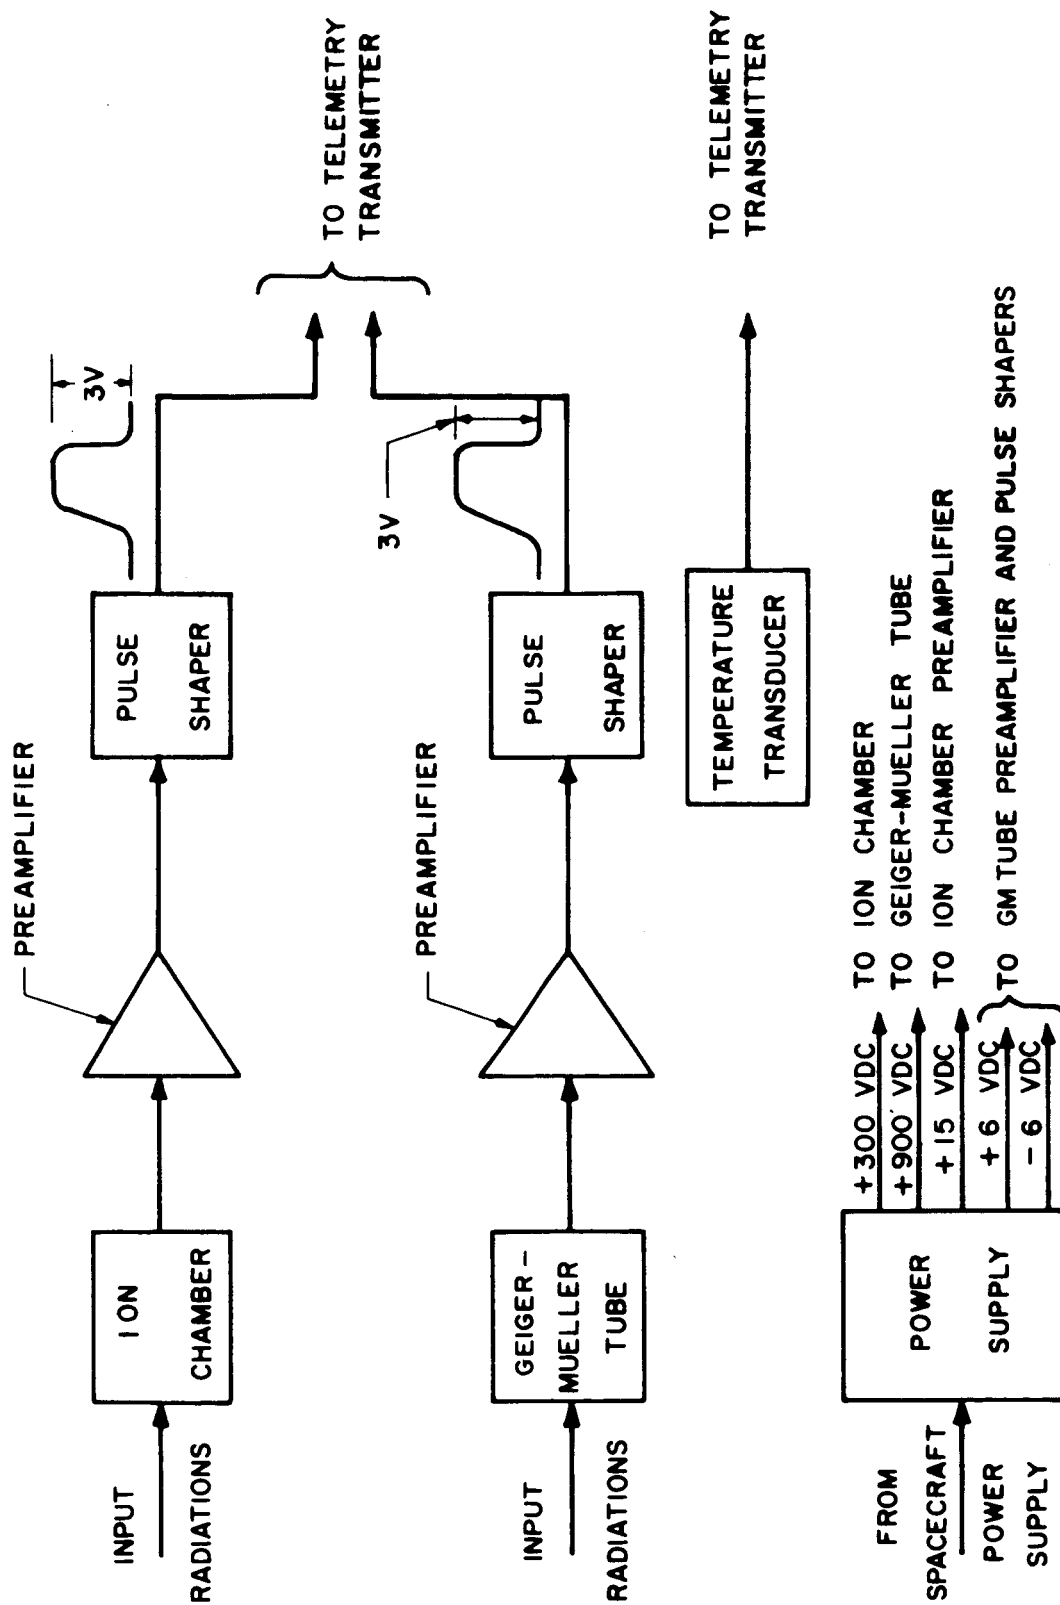 PREAMPLIFIER
3V
INPUT
RADIATIONS
ION
CHAMBER
PULSE
SHAPER
TO TELEMETRY
TRANSMITTER
PREAMPLIFIER
3V
INPUT
RADIATIONS
GEIGER-
MUELLER
TUBE
PULSE
SHAPER
TEMPERATURE
TRANSDUCER
TO TELEMETRY
TRANSMITTER
FROM
SPACECRAFT
POWER
SUPPLY
POWER
SUPPLY
+300 VDC TO ION CHAMBER
+900 VDC TO GEIGER-MUELLER TUBE
+15 VDC TO ION CHAMBER PREAMPLIFIER
+6 VDC
-6 VDC
TO GM TUBE PREAMPLIFIER AND PULSE SHAPERS